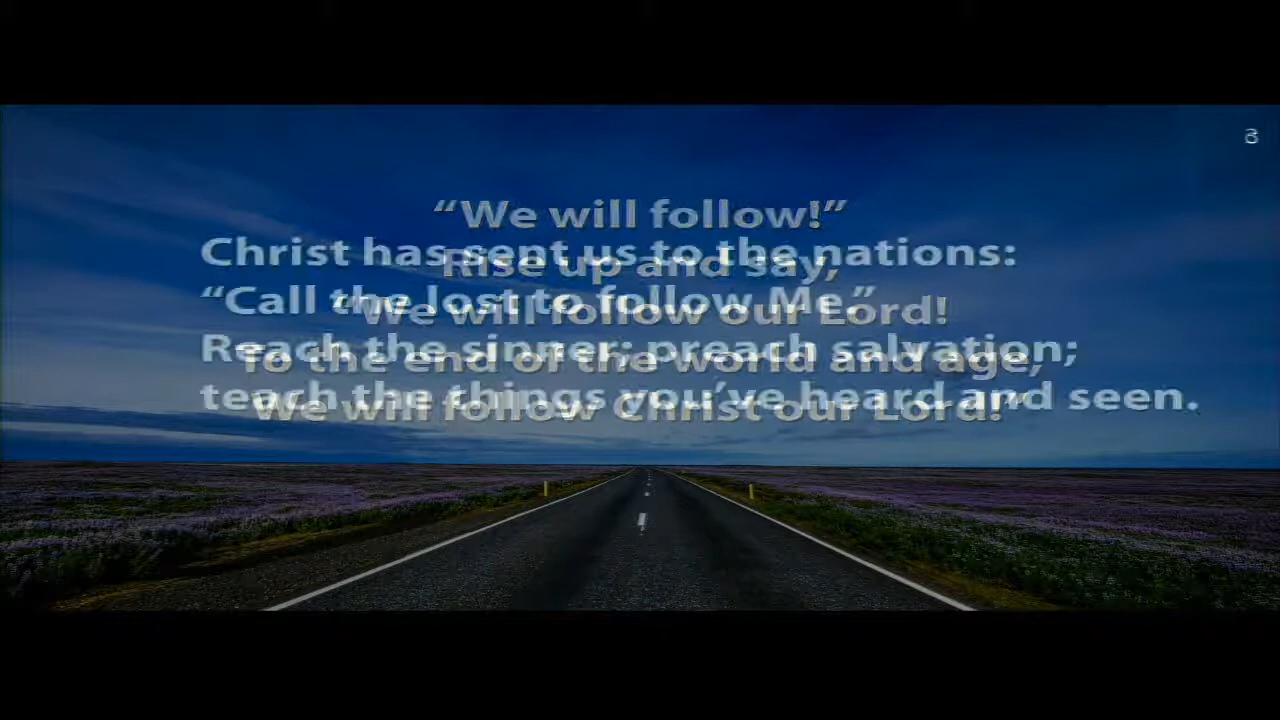 “We will follow!”
Rise up and say,
“We will follow our Lord!
To the end of the world and age,
We will follow Christ our Lord!”
Christ has sent us to the nations:
“Call the lost to follow Me.”
Reach the sinner; preach salvation;
teach the things you’ve heard and seen.